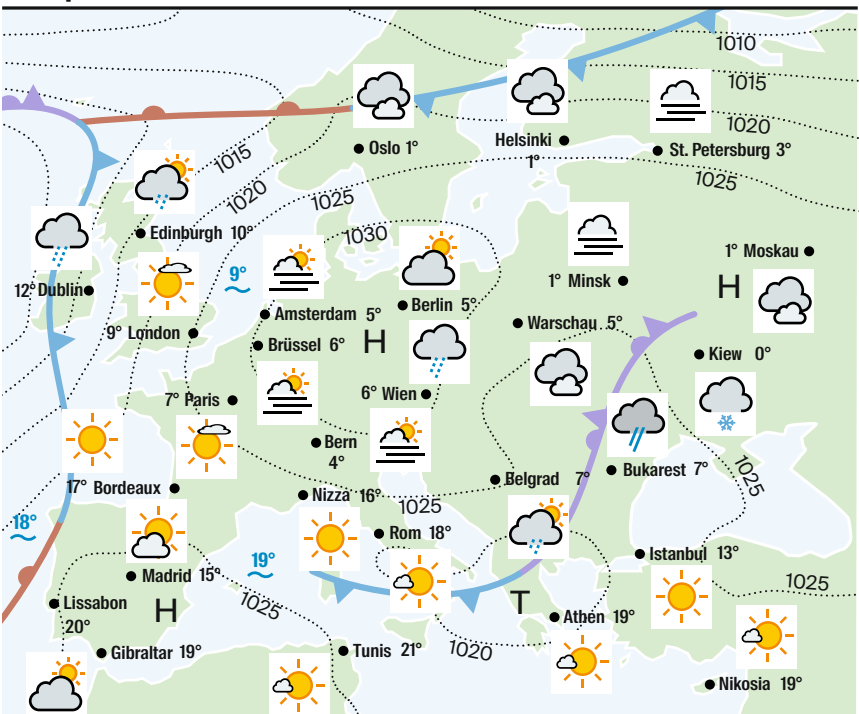 1010
1015
1020
Oslo 1°
Helsinki
1°
St. Petersburg 3°
1015
1025
1020
1025
Edinburgh 10°
1030
1° Moskau
9°
1° Minsk
H
12° Dublin
Berlin 5°
Amsterdam 5°
Warschau 5°
9° London
Brüssel 6°
H
Kiew 0°
6° Wien
7° Paris
Bern
4°
Bukarest 7°
Belgrad 7°
1025
17° Bordeaux
Nizza 16°
1025
18°
Rom 18°
Istanbul 13°
19°
Madrid 15°
1025
Lissabon
20°
H
1025
T
Athen 19°
Gibraltar 19°
Tunis 21°
1020
Nikosia 19°